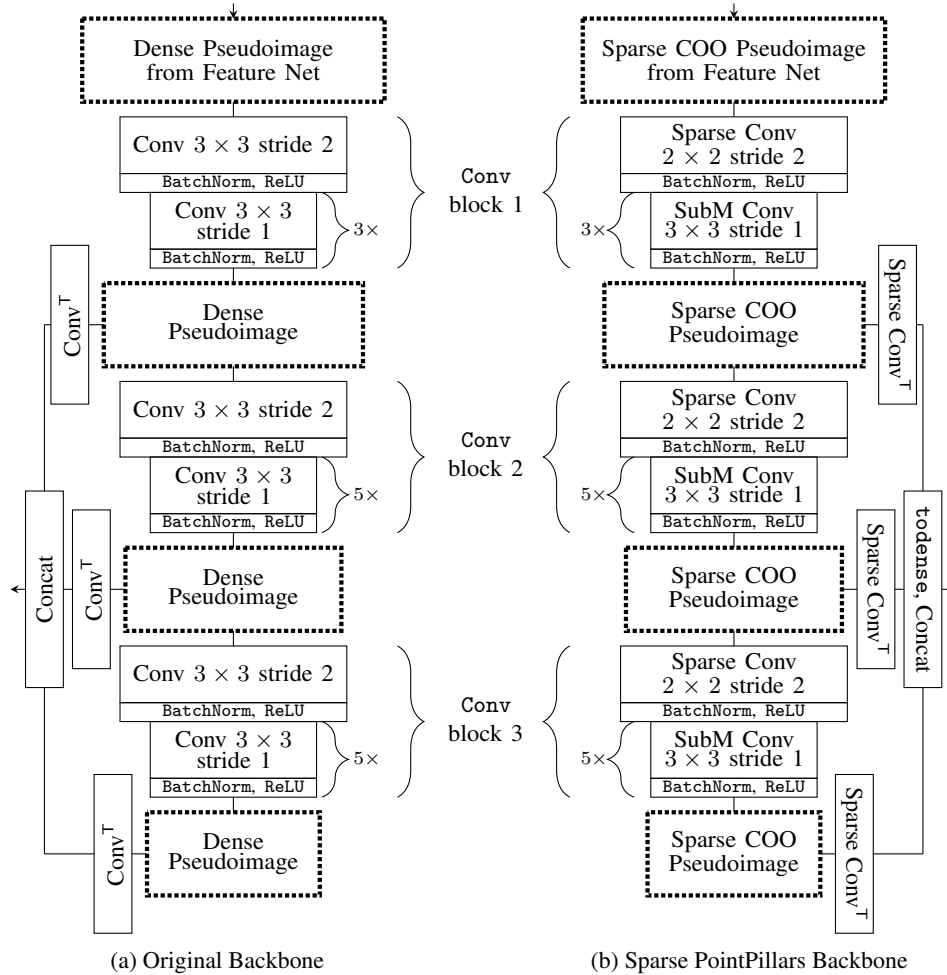 Dense Pseudoimage
from Feature Net
Conv 3 × 3 stride 2
BatchNorm, ReLU
Conv 3 × 3
stride 1
BatchNorm, ReLU
3×
Conv
block 1
Conv^T
Dense
Pseudoimage
Conv 3 × 3 stride 2
BatchNorm, ReLU
Conv 3 × 3
stride 1
BatchNorm, ReLU
5×
Conv
block 2
Concat
Conv^T
Dense
Pseudoimage
Conv 3 × 3 stride 2
BatchNorm, ReLU
Conv 3 × 3
stride 1
BatchNorm, ReLU
5×
Conv
block 3
Conv^T
Dense
Pseudoimage
(a) Original Backbone
Sparse COO Pseudoimage
from Feature Net
Sparse Conv
2 × 2 stride 2
BatchNorm, ReLU
3×
SubM Conv
3 × 3 stride 1
BatchNorm, ReLU
Sparse COO
Pseudoimage
Sparse Conv^T
Sparse Conv
2 × 2 stride 2
BatchNorm, ReLU
5×
SubM Conv
3 × 3 stride 1
BatchNorm, ReLU
Sparse COO
Pseudoimage
Sparse Conv^T
todense, Concat
Sparse Conv
2 × 2 stride 2
BatchNorm, ReLU
5×
SubM Conv
3 × 3 stride 1
BatchNorm, ReLU
Sparse COO
Pseudoimage
Sparse Conv^T
(b) Sparse PointPillars Backbone